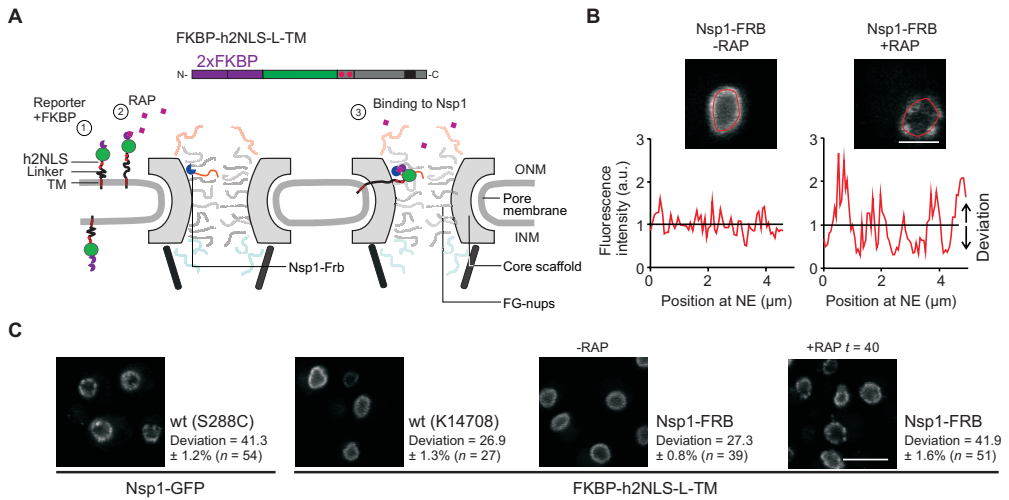 A
FKBP-h2NLS-L-TM
2xFKBP
N-
-C
Reporter
+FKBP
1
2
RAP
3
Binding to Nsp1
h2NLS
Linker
TM
ONM
Pore
membrane
INM
Nsp1-Frb
Core scaffold
FG-nups
B
Nsp1-FRB
-RAP
Nsp1-FRB
+RAP
Fluorescence
intensity (a.u.)
3
2
1
0
0 2 4
Position at NE (µm)
3
2
1
0
0 2 4
Position at NE (µm)
Deviation
C
wt (S288C)
Deviation = 41.3
± 1.2% (n = 54)
Nsp1-GFP
wt (K14708)
Deviation = 26.9
± 1.3% (n = 27)
-RAP
Nsp1-FRB
Deviation = 27.3
± 0.8% (n = 39)
+RAP t = 40
Nsp1-FRB
Deviation = 41.9
± 1.6% (n = 51)
FKBP-h2NLS-L-TM